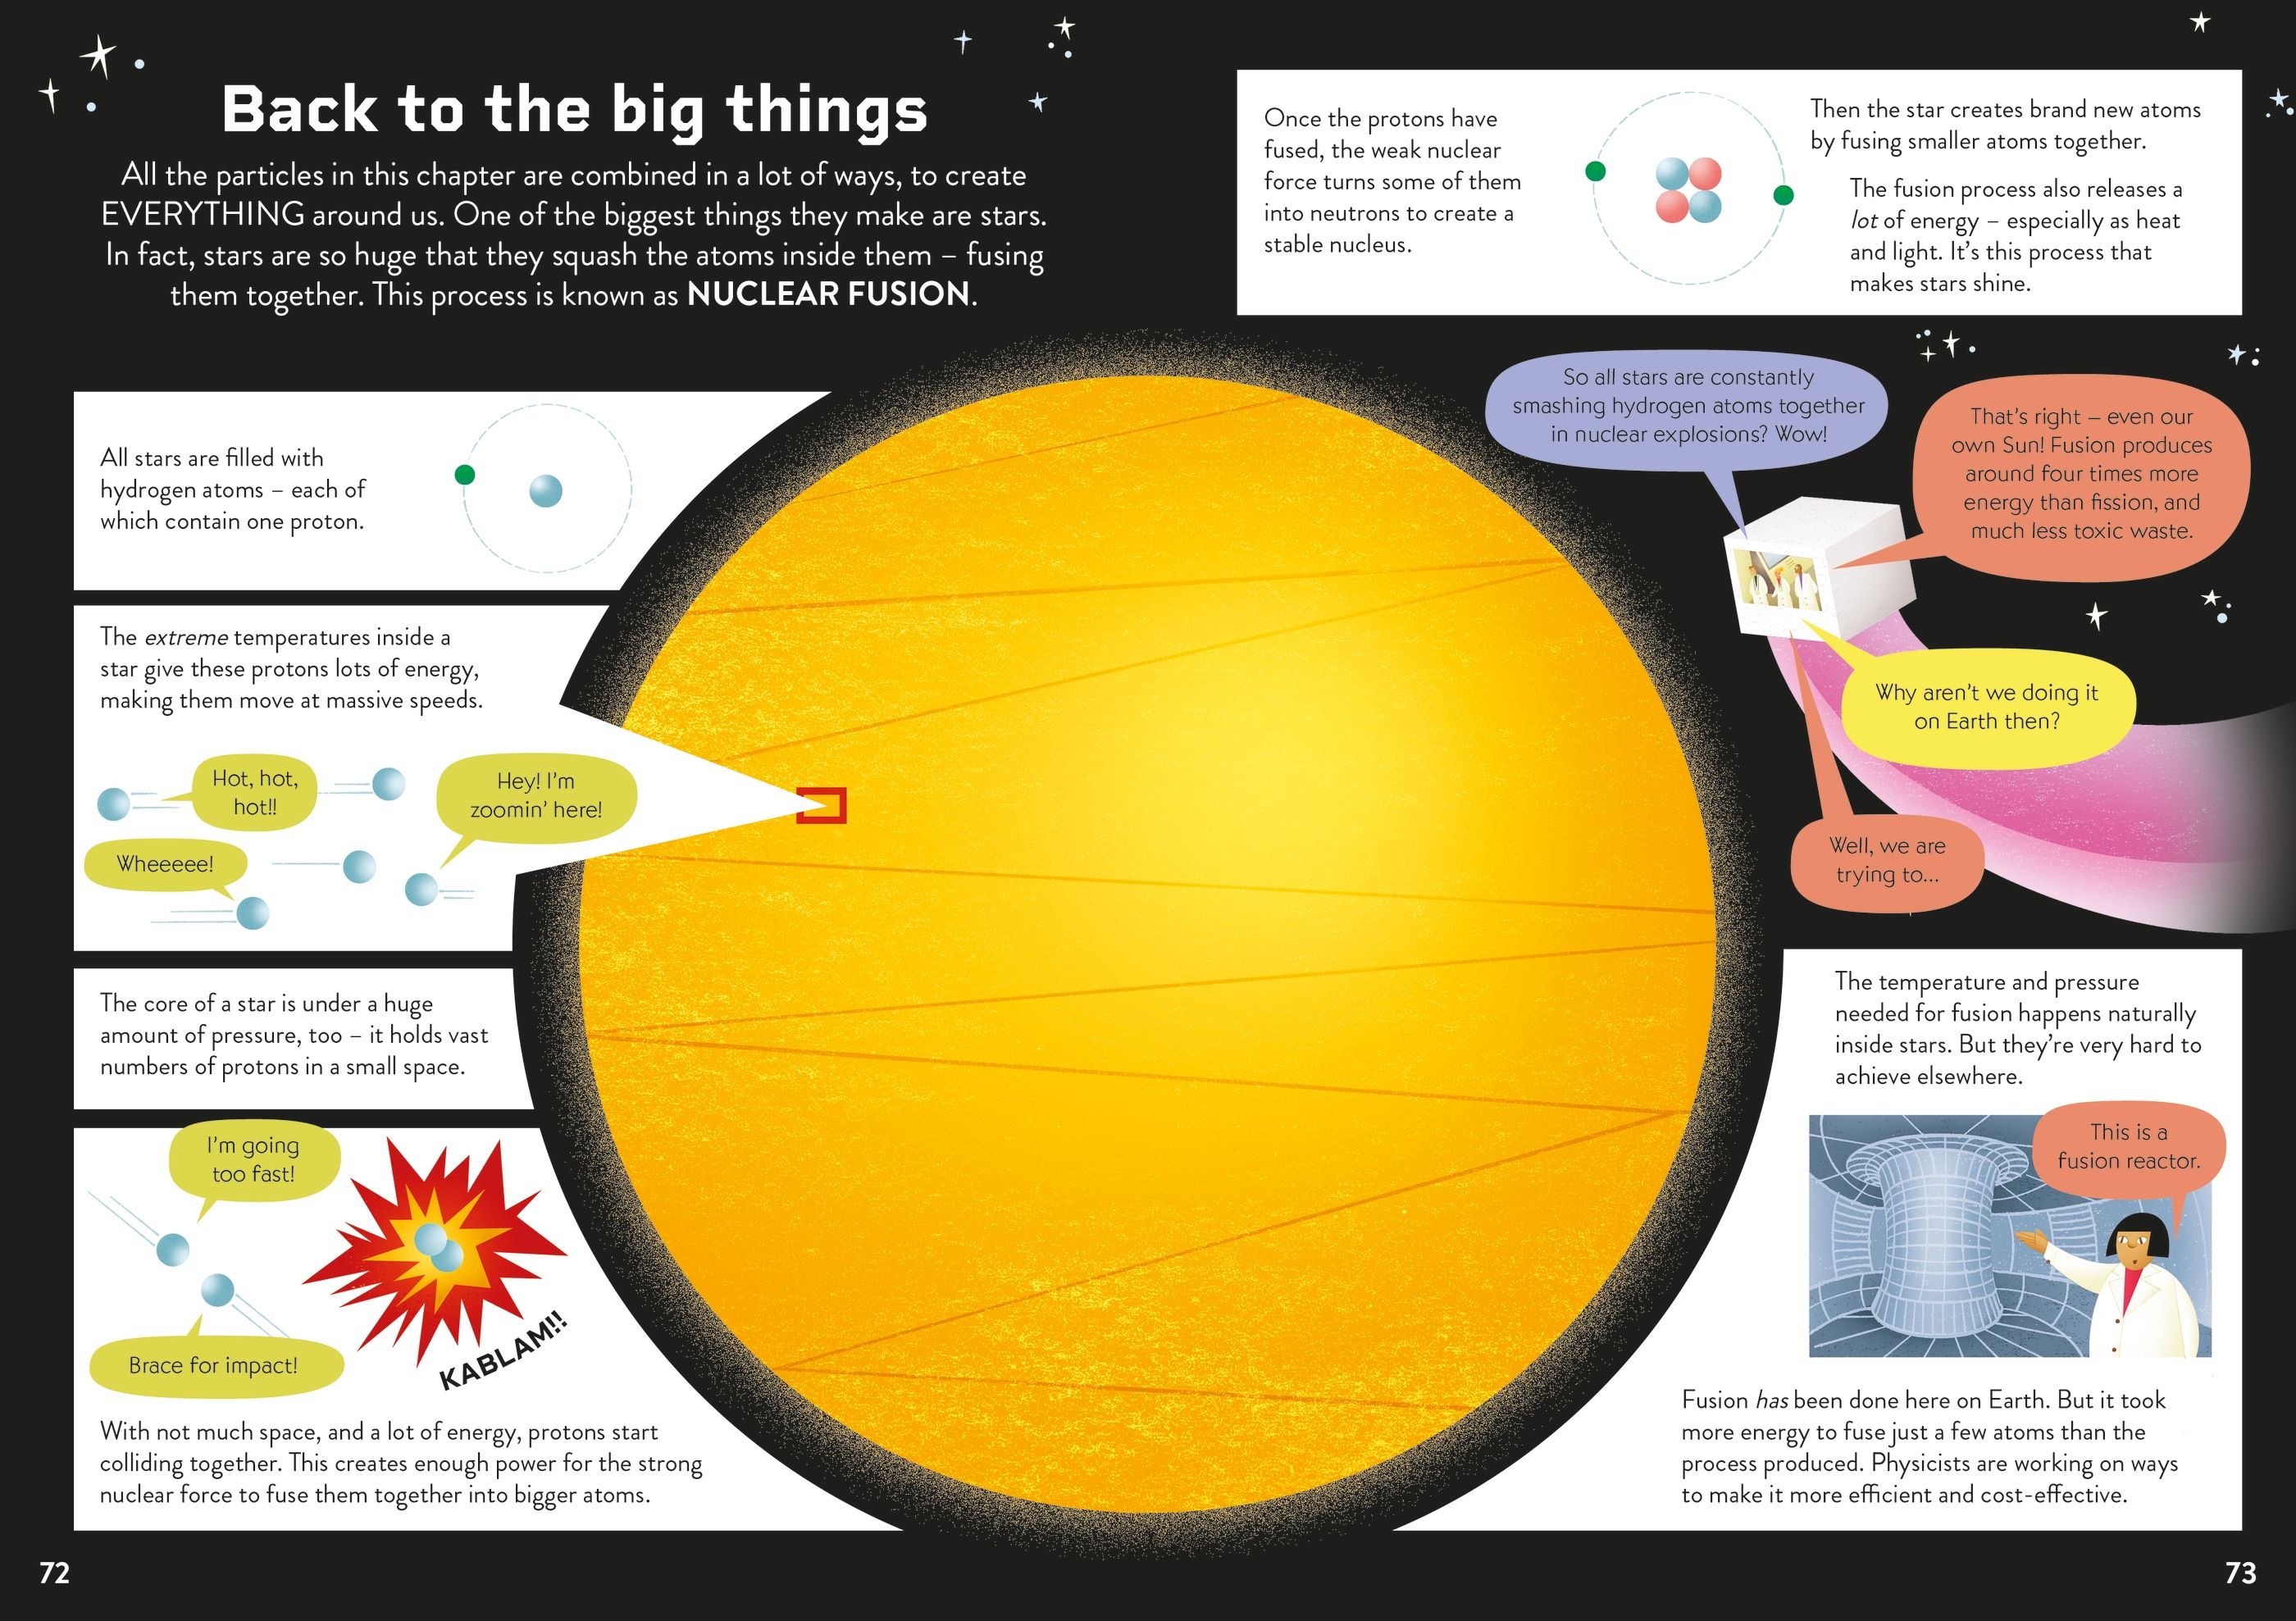 Back to the big things
All the particles in this chapter are combined in a lot of ways, to create
EVERYTHING around us. One of the biggest things they make are stars.
In fact, stars are so huge that they squash the atoms inside them – fusing
them together. This process is known as NUCLEAR FUSION.
All stars are filled with
hydrogen atoms – each of
which contain one proton.
The extreme temperatures inside a
star give these protons lots of energy,
making them move at massive speeds.
Hot, hot,
hot!!
Hey! I'm
zoomin' here!
Wheeeee!
The core of a star is under a huge
amount of pressure, too – it holds vast
numbers of protons in a small space.
I'm going
too fast!
Brace for impact!
KABLAM!!
With not much space, and a lot of energy, protons start
colliding together. This creates enough power for the strong
nuclear force to fuse them together into bigger atoms.
72
Once the protons have
fused, the weak nuclear
force turns some of them
into neutrons to create a
stable nucleus.
Then the star creates brand new atoms
by fusing smaller atoms together.
The fusion process also releases a
lot of energy – especially as heat
and light. It's this process that
makes stars shine.
So all stars are constantly
smashing hydrogen atoms together
in nuclear explosions? Wow!
That's right – even our
own Sun! Fusion produces
around four times more
energy than fission, and
much less toxic waste.
Why aren't we doing it
on Earth then?
Well, we are
trying to...
The temperature and pressure
needed for fusion happens naturally
inside stars. But they're very hard to
achieve elsewhere.
This is a
fusion reactor.
Fusion has been done here on Earth. But it took
more energy to fuse just a few atoms than the
process produced. Physicists are working on ways
to make it more efficient and cost-effective.
73